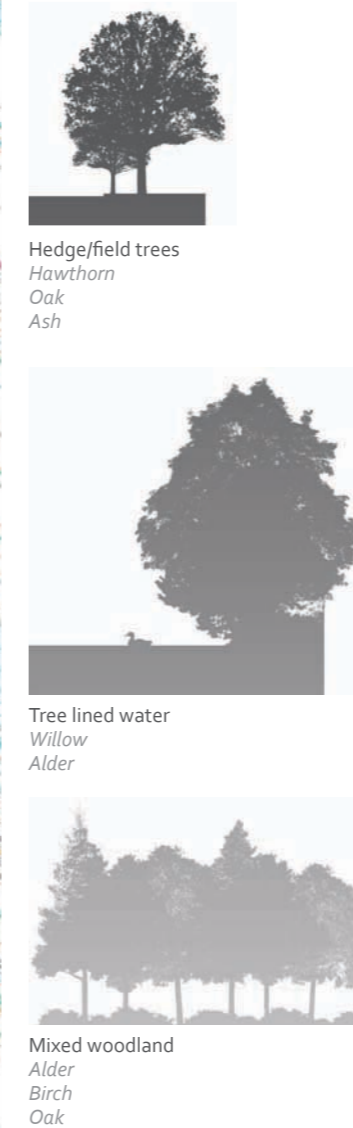 Hedge/field trees
Hawthorn
Oak
Ash
Tree lined water
Willow
Alder
Mixed woodland
Alder
Birch
Oak